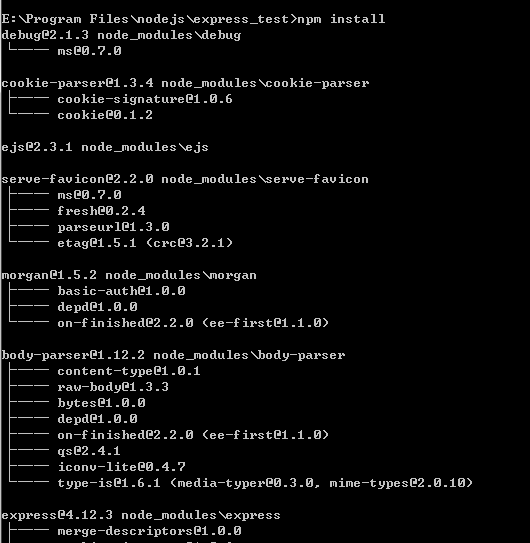 E:\Program Files\nodejs\express_test>npm install
debug@2.1.3 node_modules\debug
└── ms@0.7.0
cookie-parser@1.3.4 node_modules\cookie-parser
├── cookie-signature@1.0.6
└── cookie@0.1.2
ejs@2.3.1 node_modules\ejs
serve-favicon@2.2.0 node_modules\serve-favicon
├── ms@0.7.0
├── fresh@0.2.4
├── parseurl@1.3.0
└── etag@1.5.1 (crc@3.2.1)
morgan@1.5.2 node_modules\morgan
├── basic-auth@1.0.0
├── depd@1.0.0
└── on-finished@2.2.0 (ee-first@1.1.0)
body-parser@1.12.2 node_modules\body-parser
├── content-type@1.0.1
├── raw-body@1.3.3
├── bytes@1.0.0
├── depd@1.0.0
├── on-finished@2.2.0 (ee-first@1.1.0)
├── qs@2.4.1
├── iconv-lite@0.4.7
└── type-is@1.6.1 (media-typer@0.3.0, mime-types@2.0.10)
express@4.12.3 node_modules\express
├── merge-descriptors@1.0.0